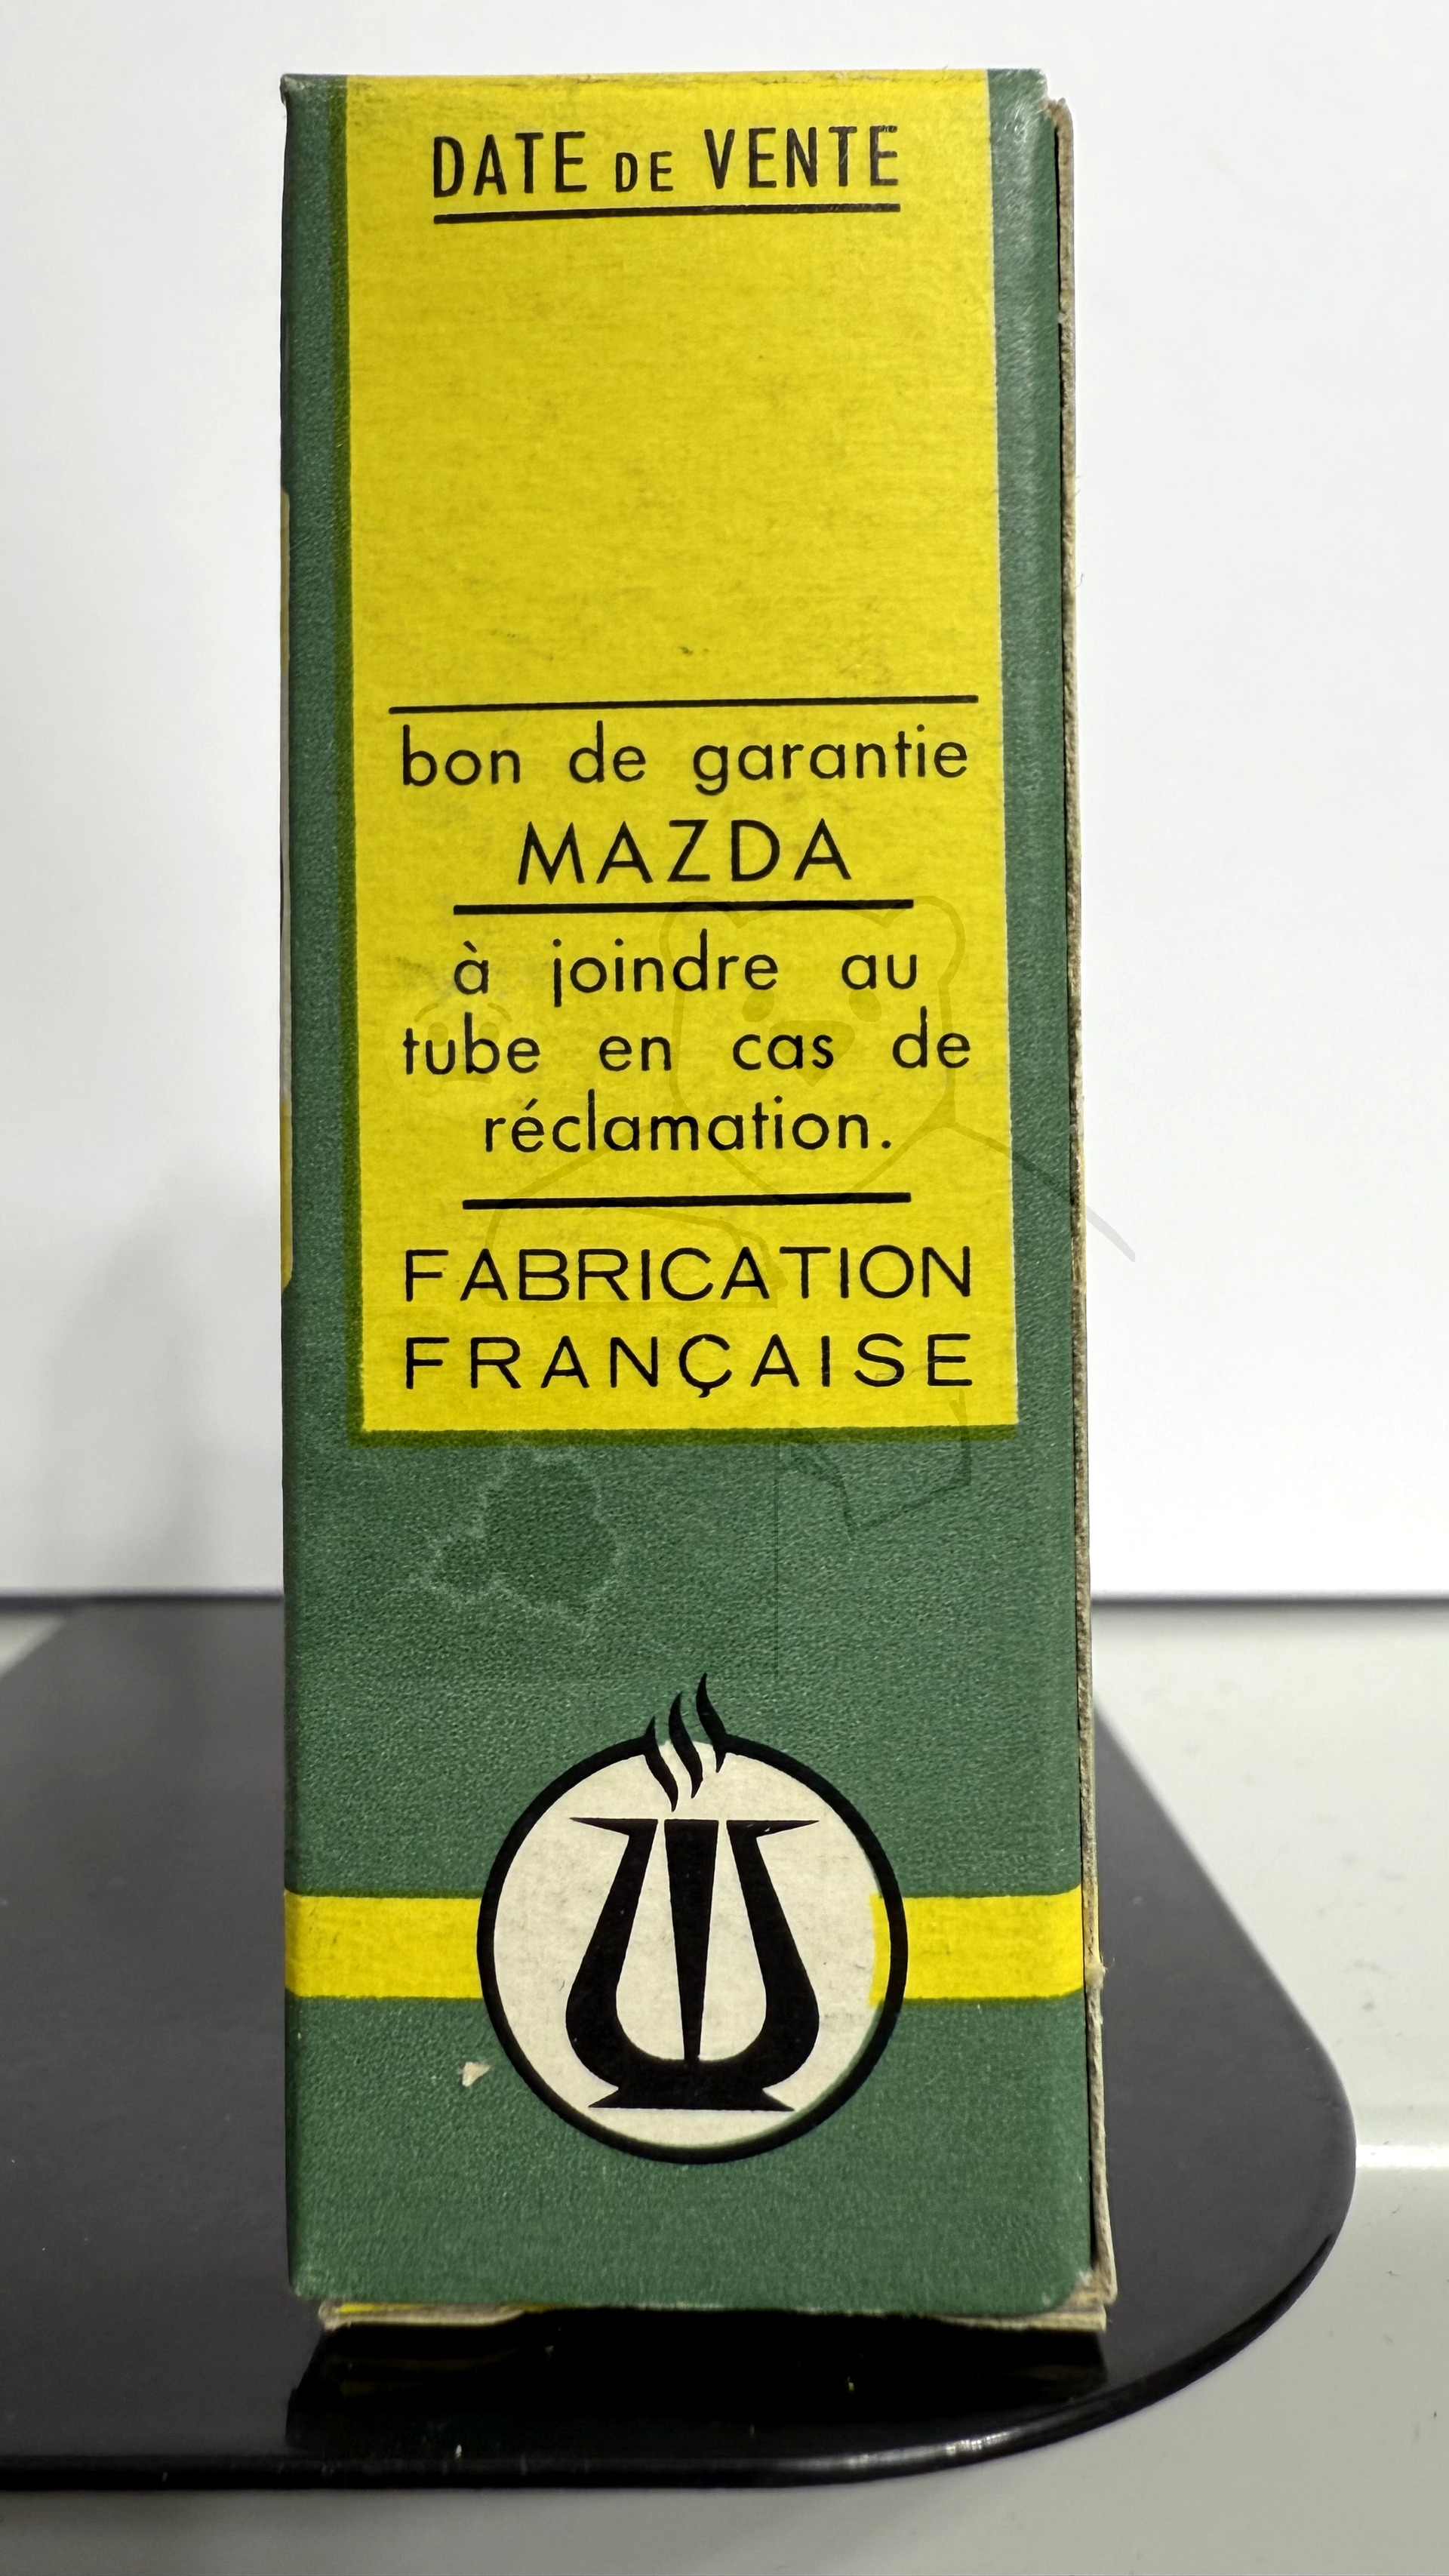 DATE DE VENTE
bon de garantie
MAZDA
à joindre au
tube en cas de
réclamation.
FABRICATION
FRANÇAISE